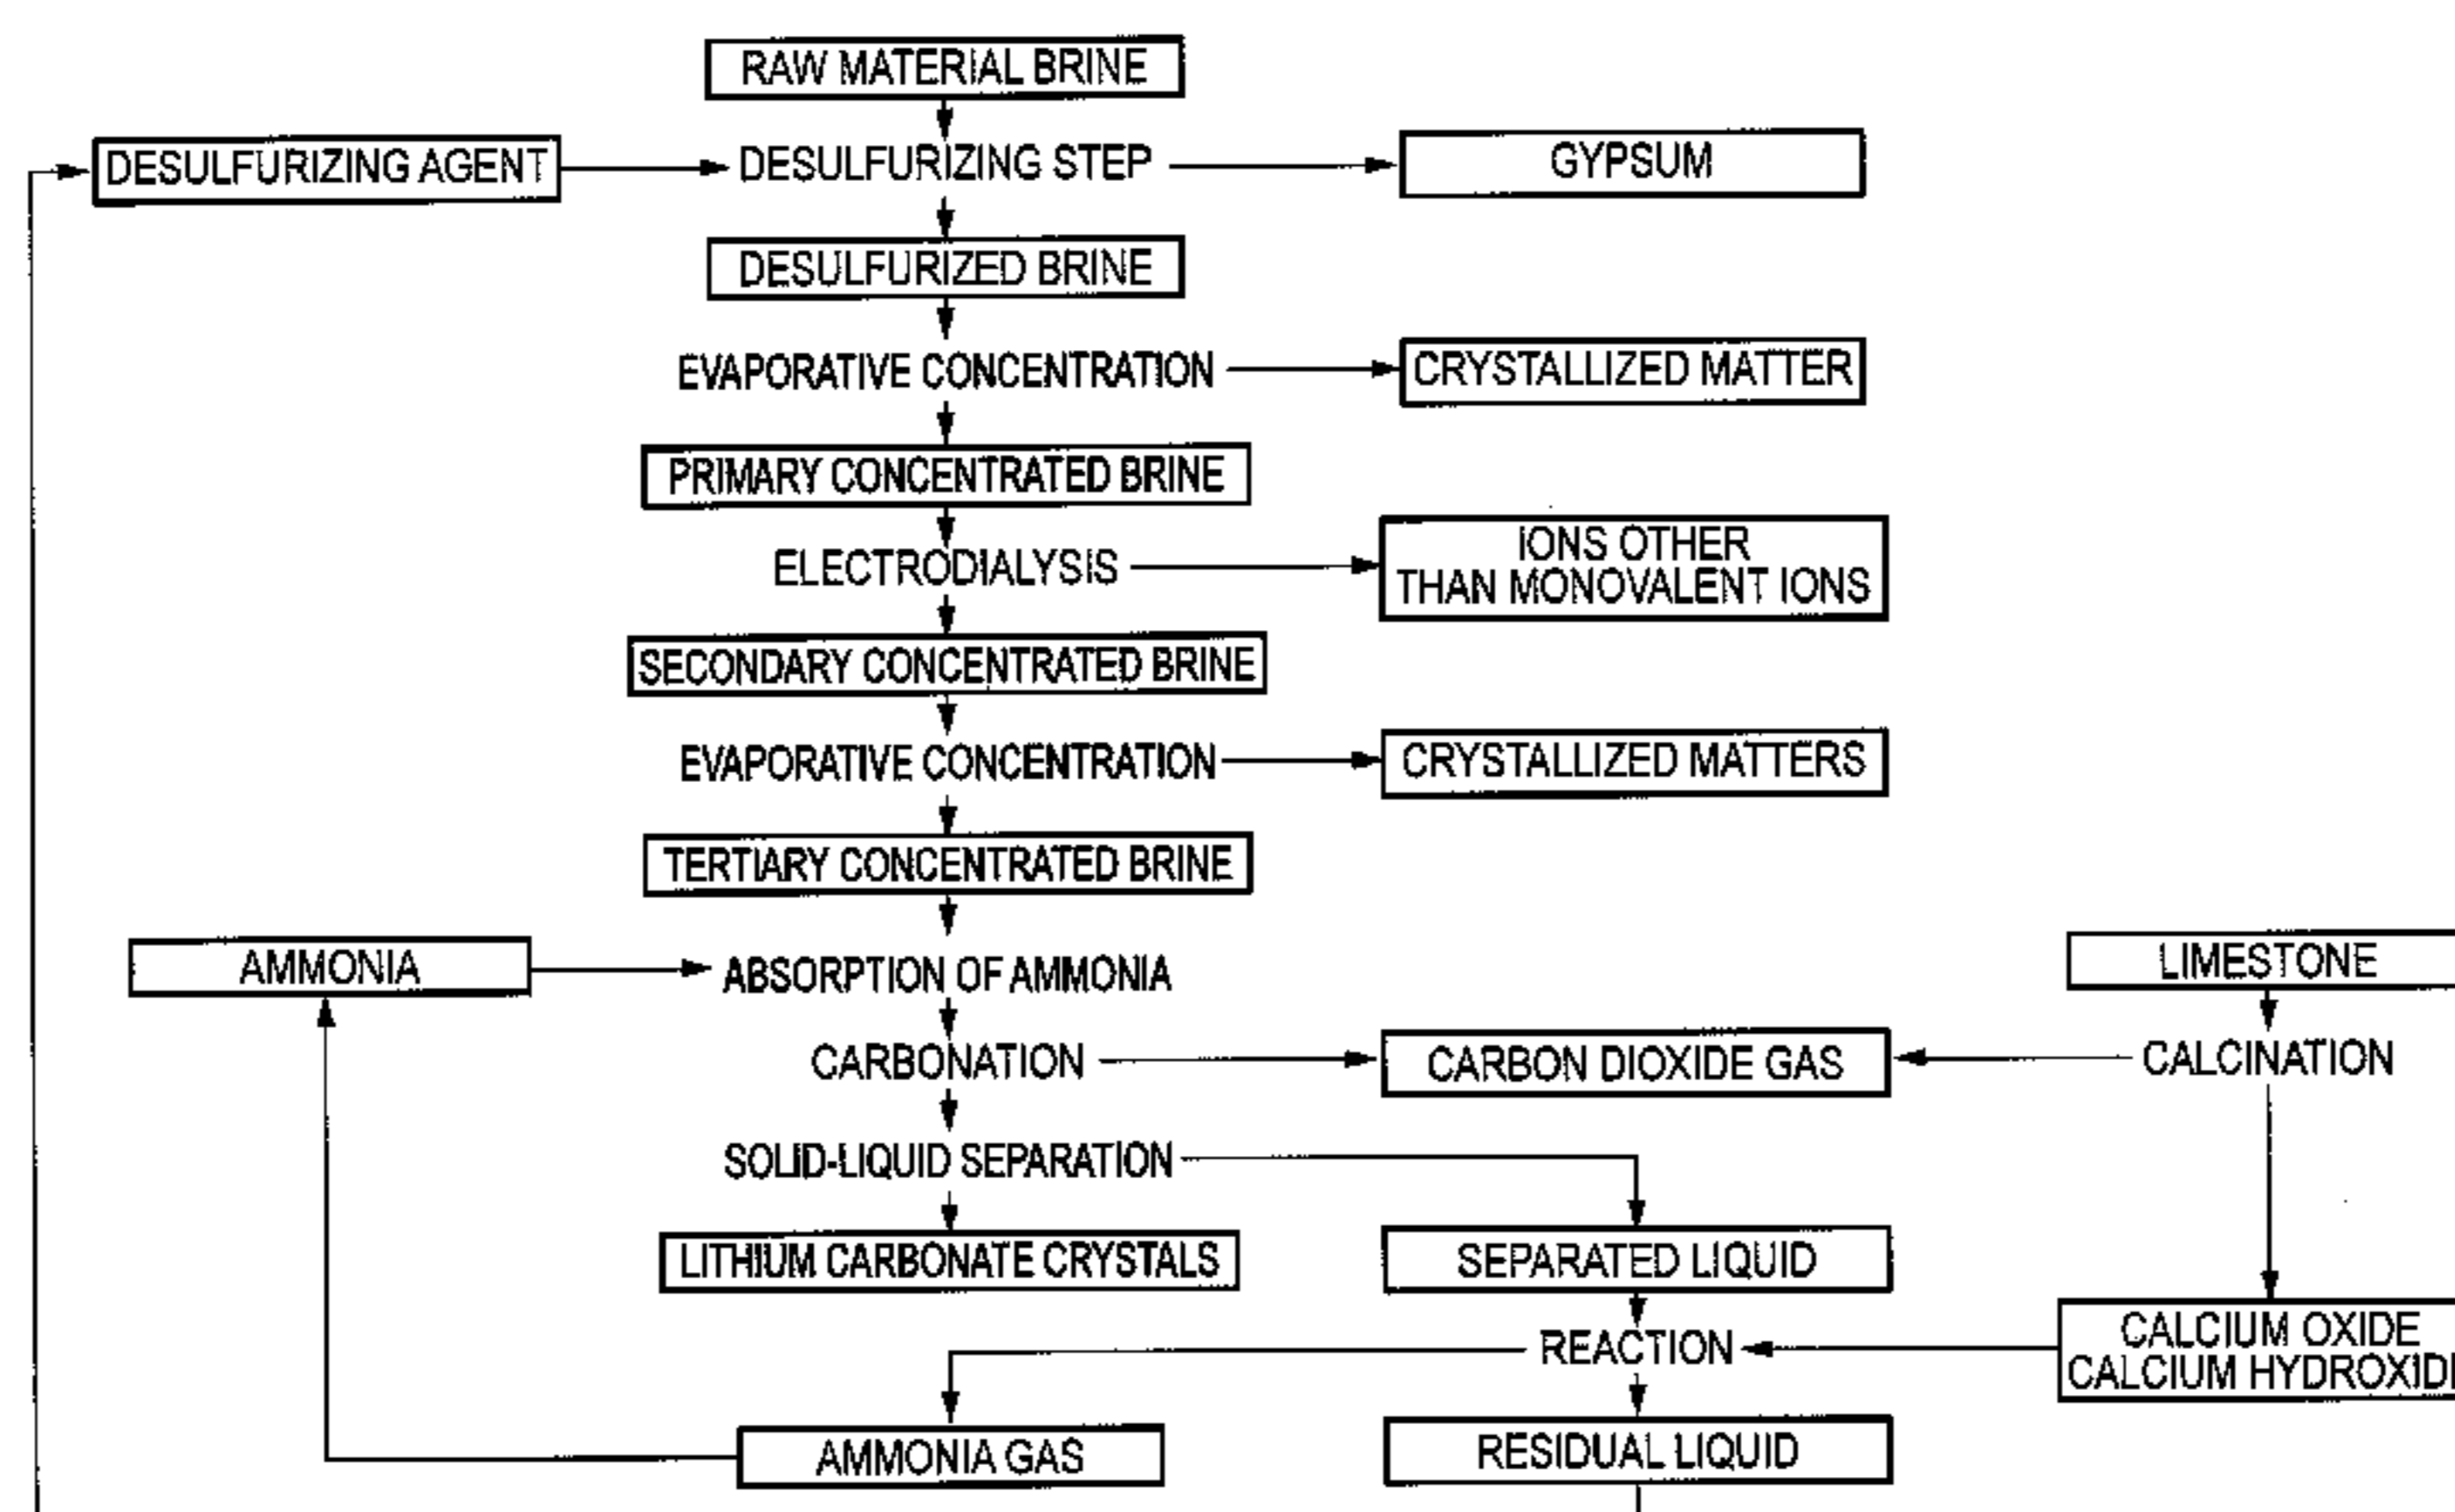 RAW MATERIAL BRINE
DESULFURIZING AGENT
DESULFURIZING STEP
GYPSUM
DESULFURIZED BRINE
EVAPORATIVE CONCENTRATION
CRYSTALLIZED MATTER
PRIMARY CONCENTRATED BRINE
ELECTRODIALYSIS
IONS OTHER
THAN MONOVALENT IONS
SECONDARY CONCENTRATED BRINE
EVAPORATIVE CONCENTRATION
CRYSTALLIZED MATTERS
TERTIARY CONCENTRATED BRINE
AMMONIA
ABSORPTION OF AMMONIA
LIMESTONE
CARBONATION
CARBON DIOXIDE GAS
CALCINATION
SOLID-LIQUID SEPARATION
LITHIUM CARBONATE CRYSTALS
SEPARATED LIQUID
REACTION
CALCIUM OXIDE
CALCIUM HYDROXIDE
AMMONIA GAS
RESIDUAL LIQUID